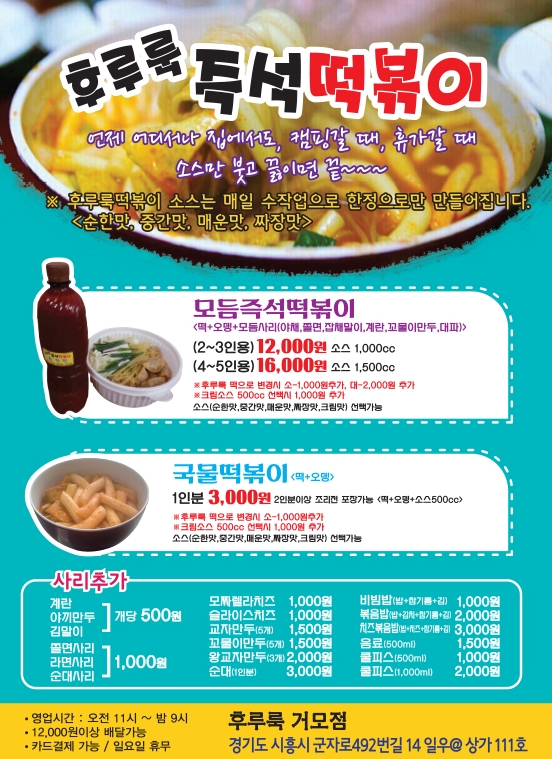 후루룩 즉석떡볶이
언제 어디서나 집에서도, 캠핑갈 때, 휴가갈 때
소스만 붓고 끓이면 끝~~~~
※ 후루룩떡볶이 소스는 매일 수작업으로 한정으로만 만들어집니다.
<순한맛, 중간맛, 매운맛, 짜장맛>
모듬즉석떡볶이
<떡+오뎅+모듬사리(야채,쫄면,잡채말이,계란,꼬물이만두,대파)>
(2~3인용) 12,000원 소스 1,000cc
(4~5인용) 16,000원 소스 1,500cc
※후루룩 떡으로 변경시 소-1,000원추가, 대-2,000원 추가
※크림소스 500cc 선택시 1,000원 추가
소스(순한맛,중간맛,매운맛,짜장맛,크림맛) 선택가능
국물떡볶이 <떡+오뎅>
1인분 3,000원 2인분이상 조리전 포장가능 <떡+오뎅+소스500cc>
※후루룩 떡으로 변경시 소-1,000원추가
※크림소스 500cc 선택시 1,000원 추가
소스(순한맛,중간맛,매운맛,짜장맛,크림맛) 선택가능
사리추가
계란
야끼만두
김말이
개당 500원
쫄면사리
라면사리
순대사리
1,000원
모짜렐라치즈 1,000원
슬라이스치즈 1,000원
교자만두(5개) 1,500원
꼬물이만두(5개) 1,500원
왕교자만두(3개) 2,000원
순대(1인분) 3,000원
비빔밥(밥+참기름+김) 1,000원
볶음밥(밥+김치+참기름+김) 2,000원
치즈볶음밥(밥+치즈+참기름+김) 3,000원
음료(500ml) 1,500원
쿨피스(500ml) 1,000원
쿨피스(1,000ml) 2,000원
• 영업시간 : 오전 11시 ~ 밤 9시
• 12,000원이상 배달가능
• 카드결제 가능 / 일요일 휴무
후루룩 거모점
경기도 시흥시 군자로492번길 14 일우@ 상가 111호